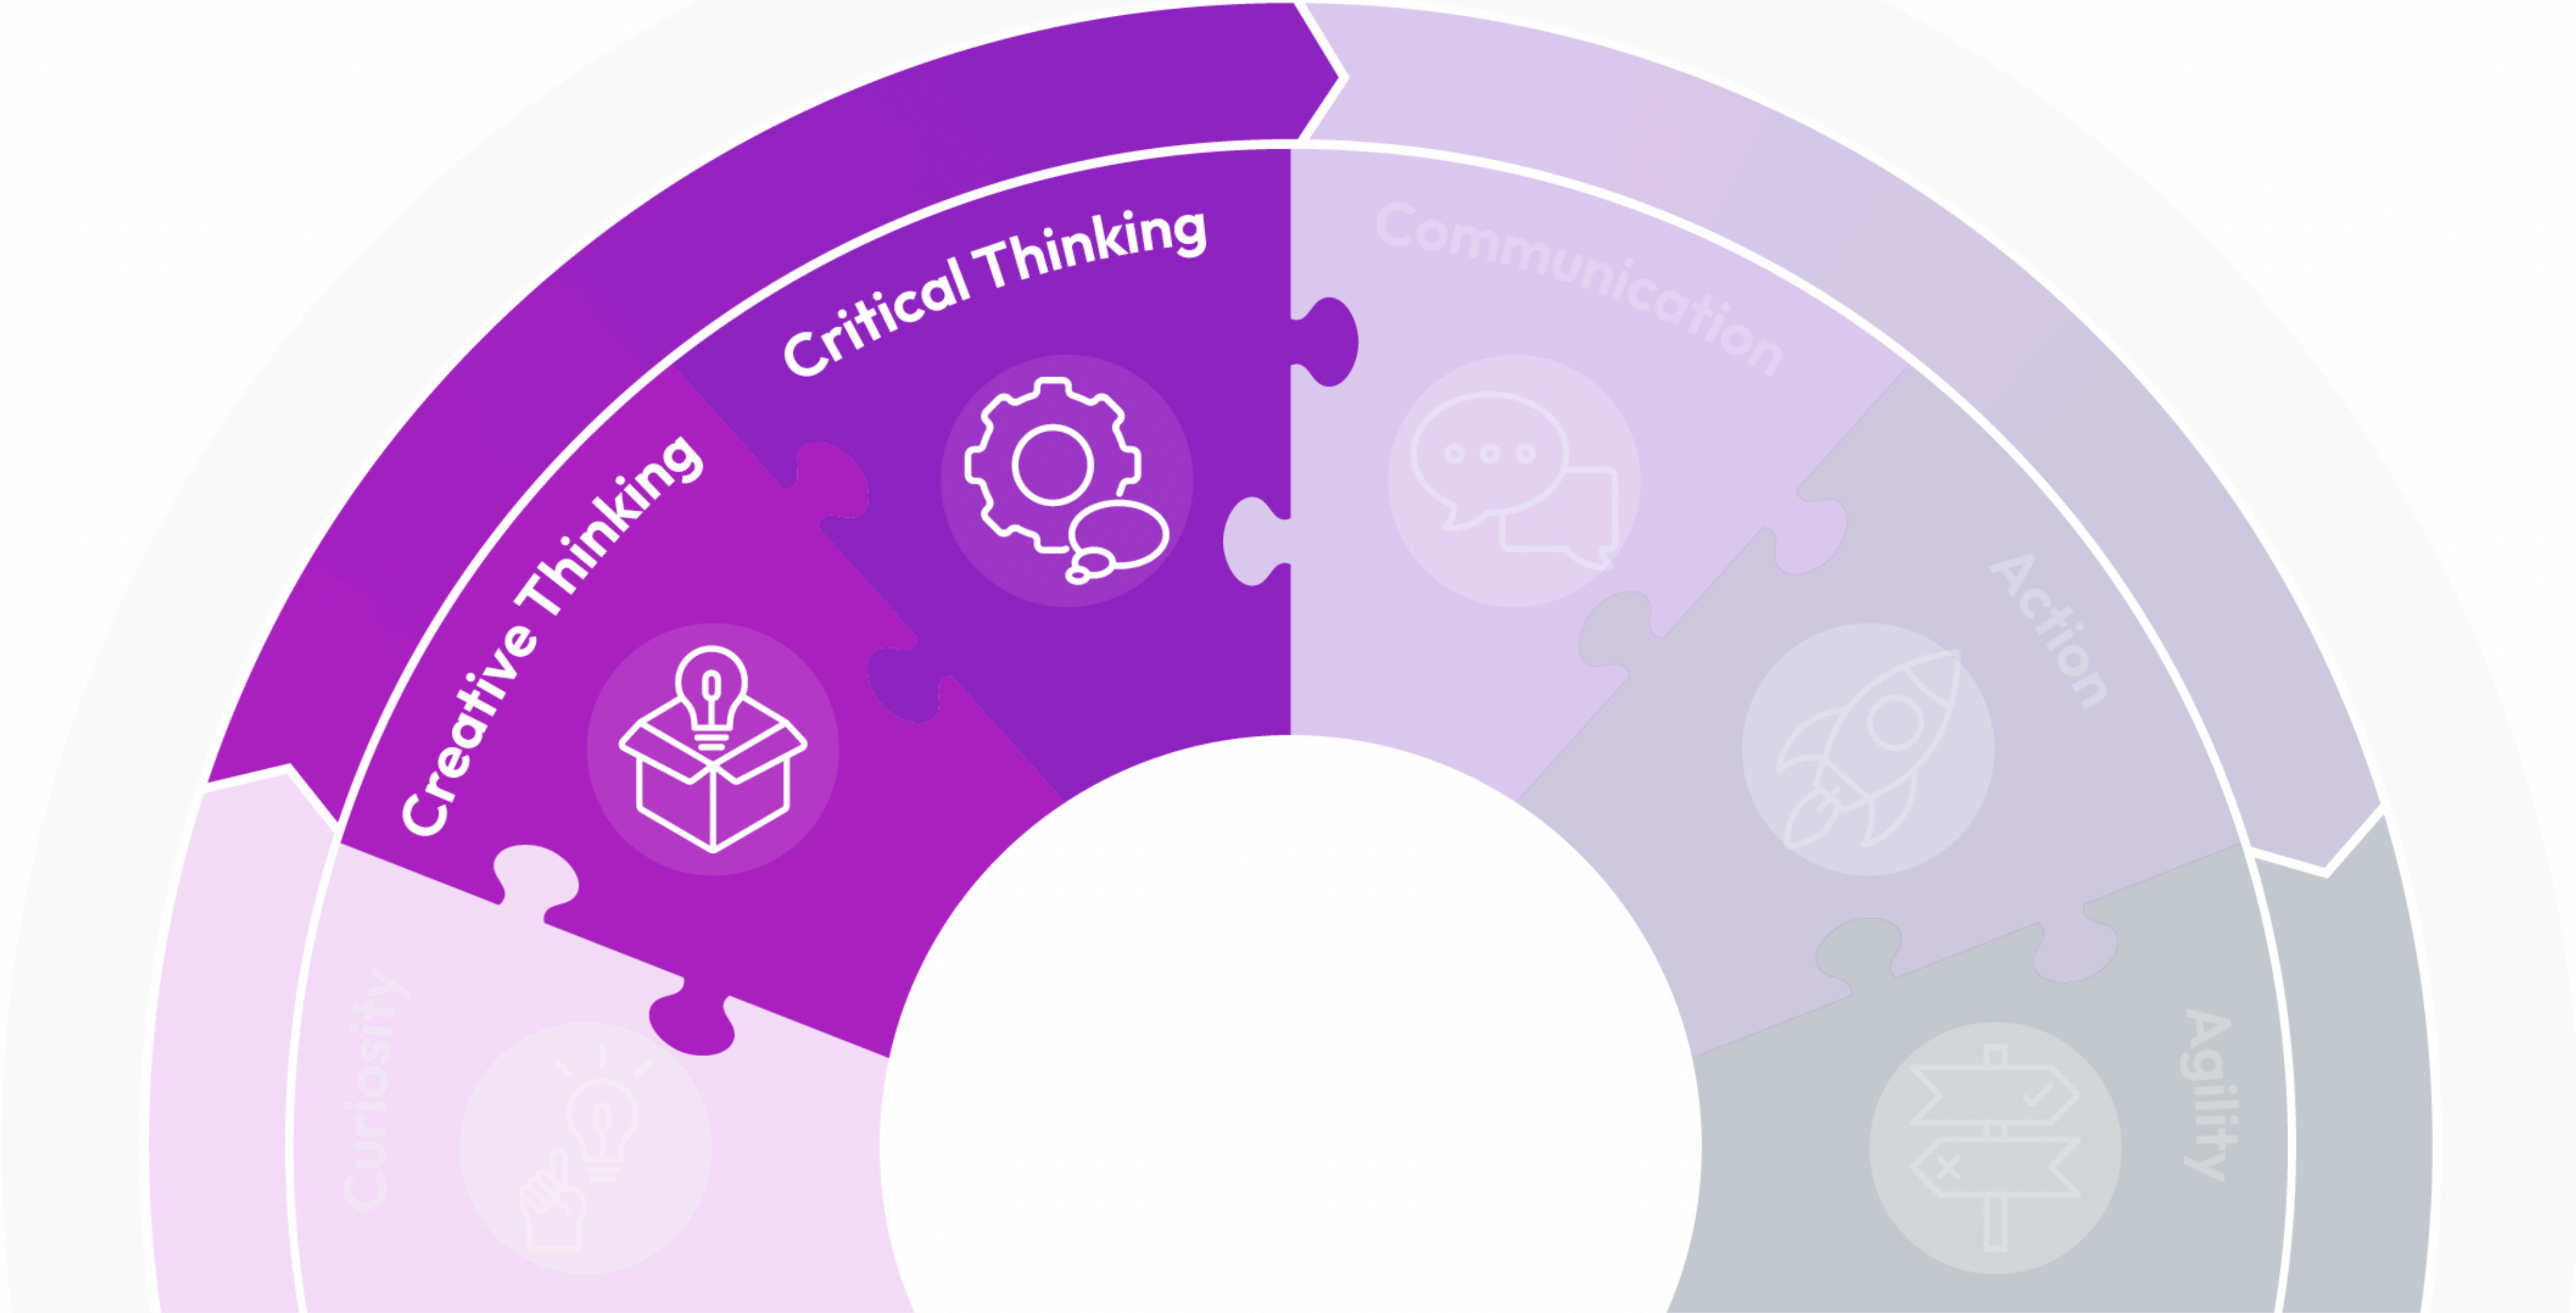 Curiosity
Creative Thinking
Critical Thinking
Communication
Action
Agility